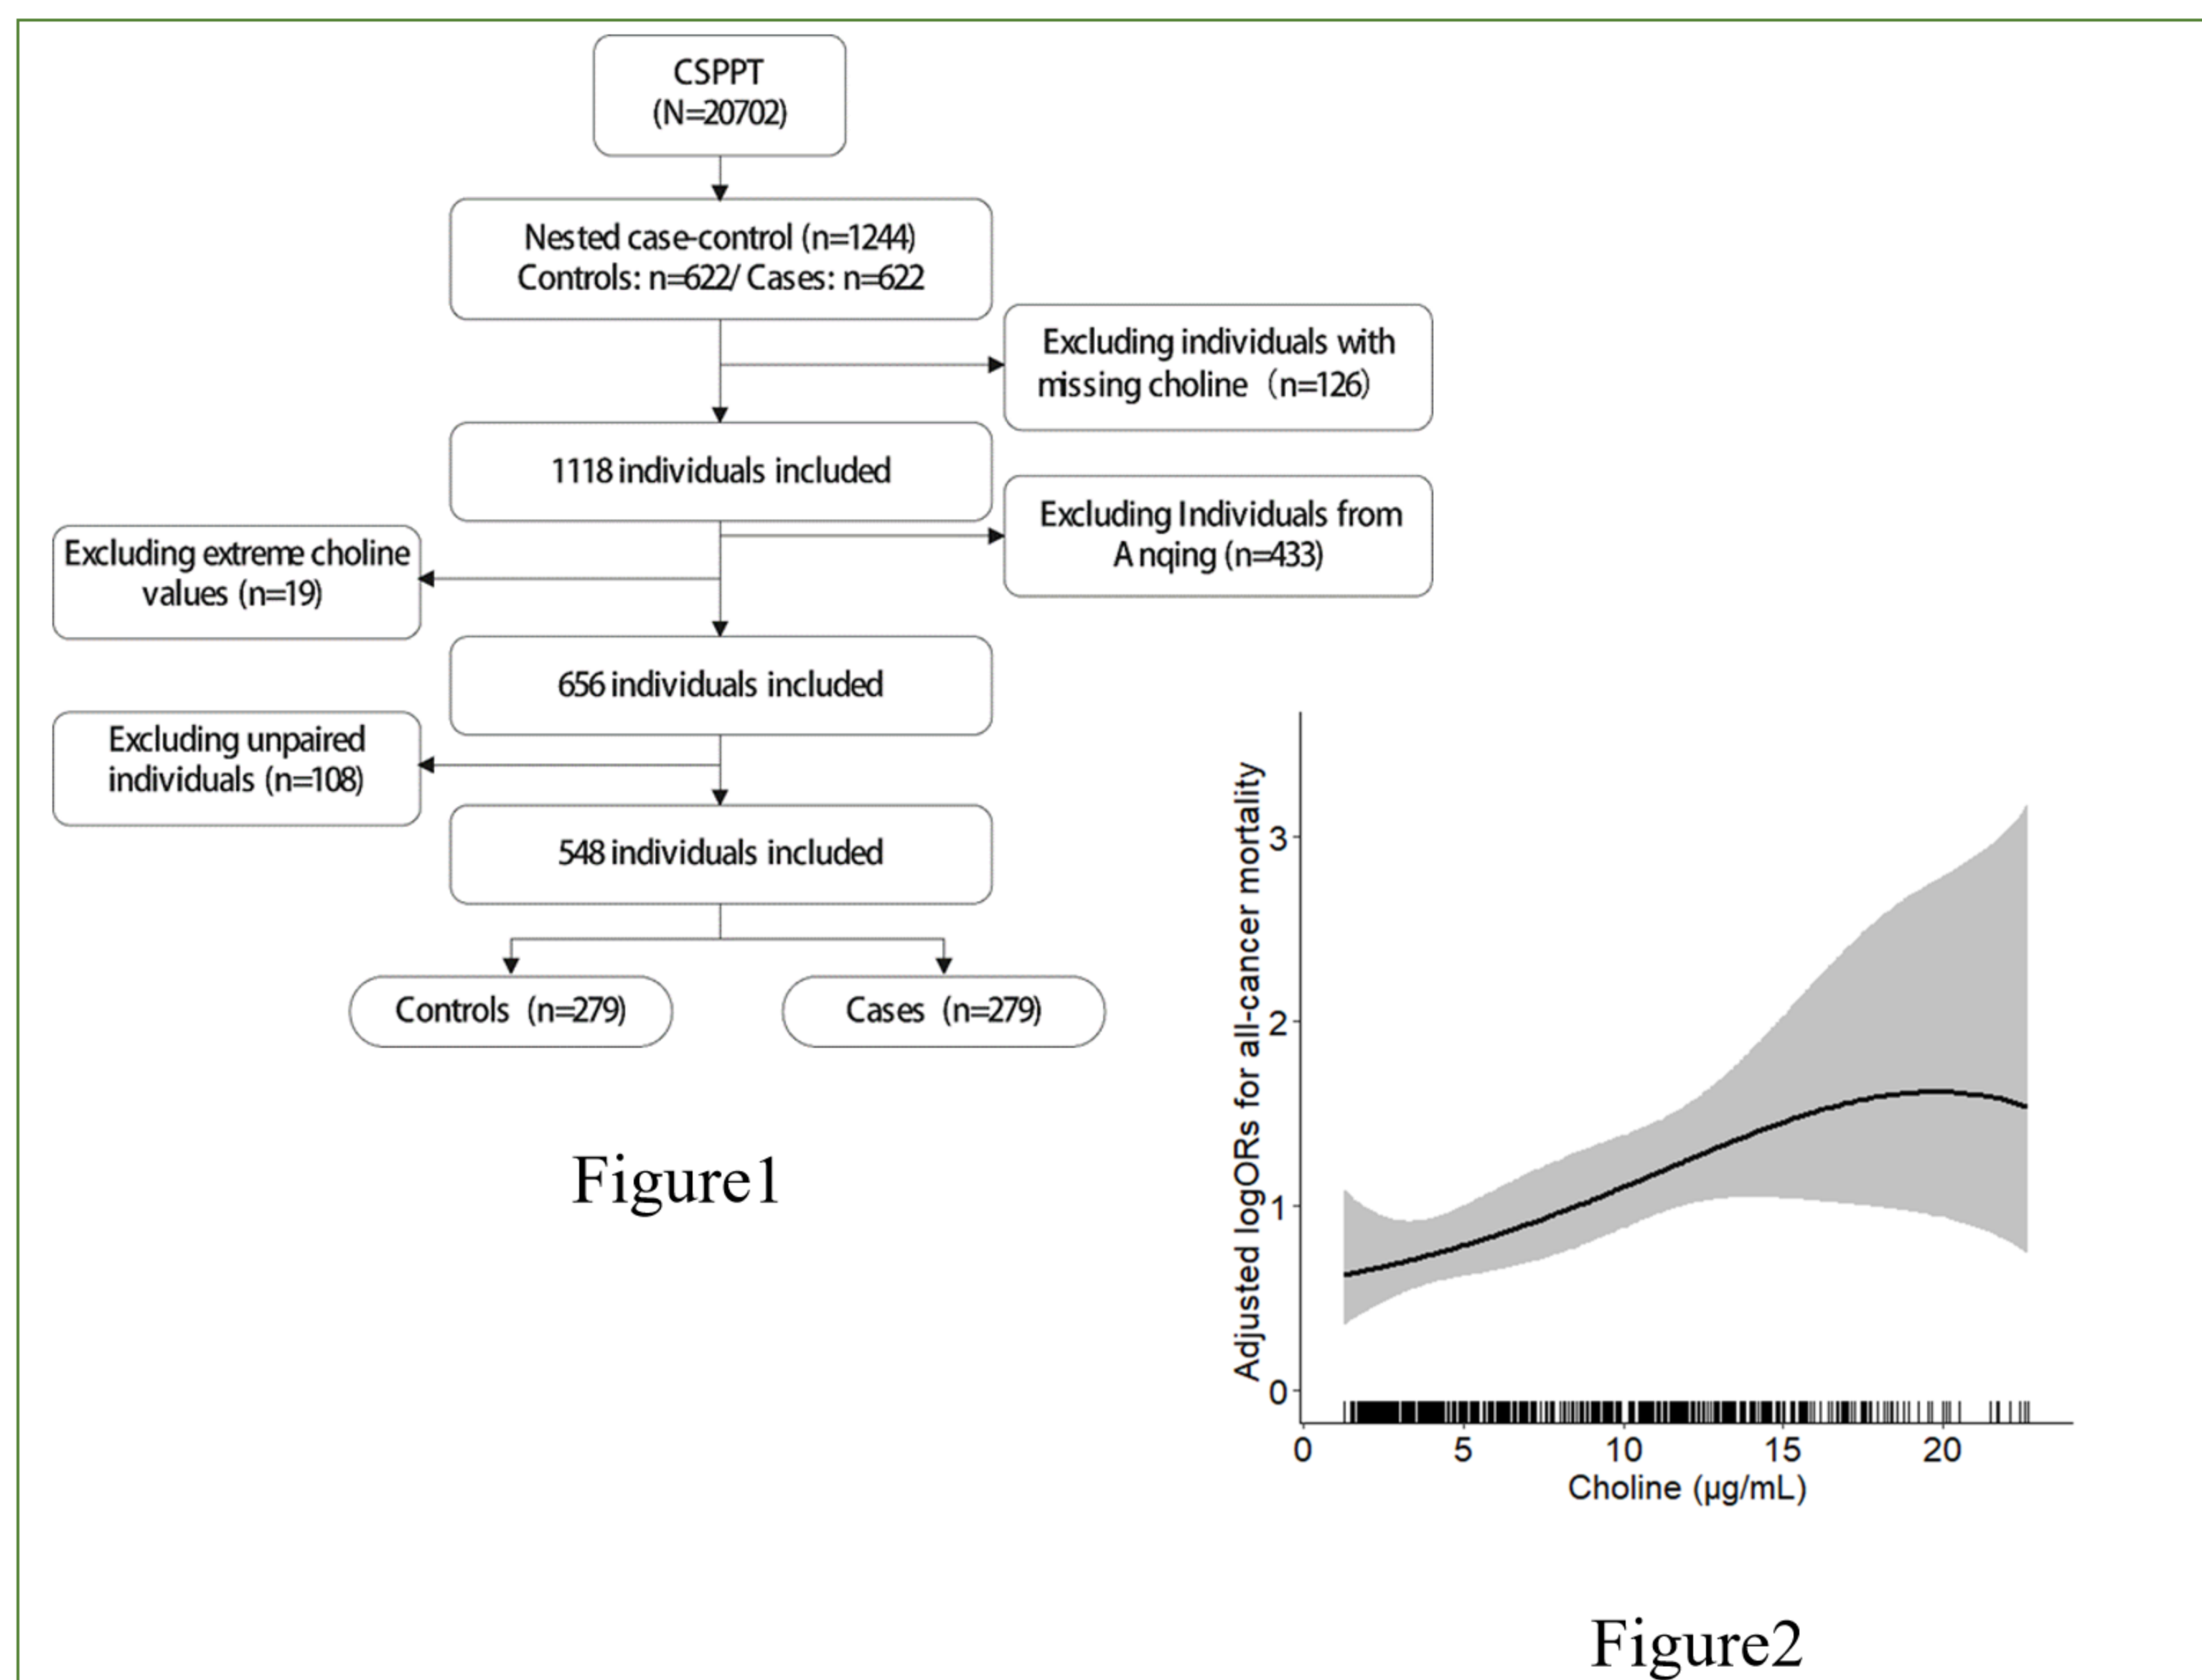 CSPPT
(N=20702)
Nested case-control (n=1244)
Controls: n=622/ Cases: n=622
Excluding individuals with
missing choline（n=126)
1118 individuals included
Excluding Individuals from
Anqing (n=433)
Excluding extreme choline
values (n=19)
656 individuals included
Excluding unpaired
individuals (n=108)
548 individuals included
Controls (n=279)
Cases (n=279)
Figure1
Adjusted logORs for all-cancer mortality
3
2
1
0
0 5 10 15 20
Choline (μg/mL)
Figure2